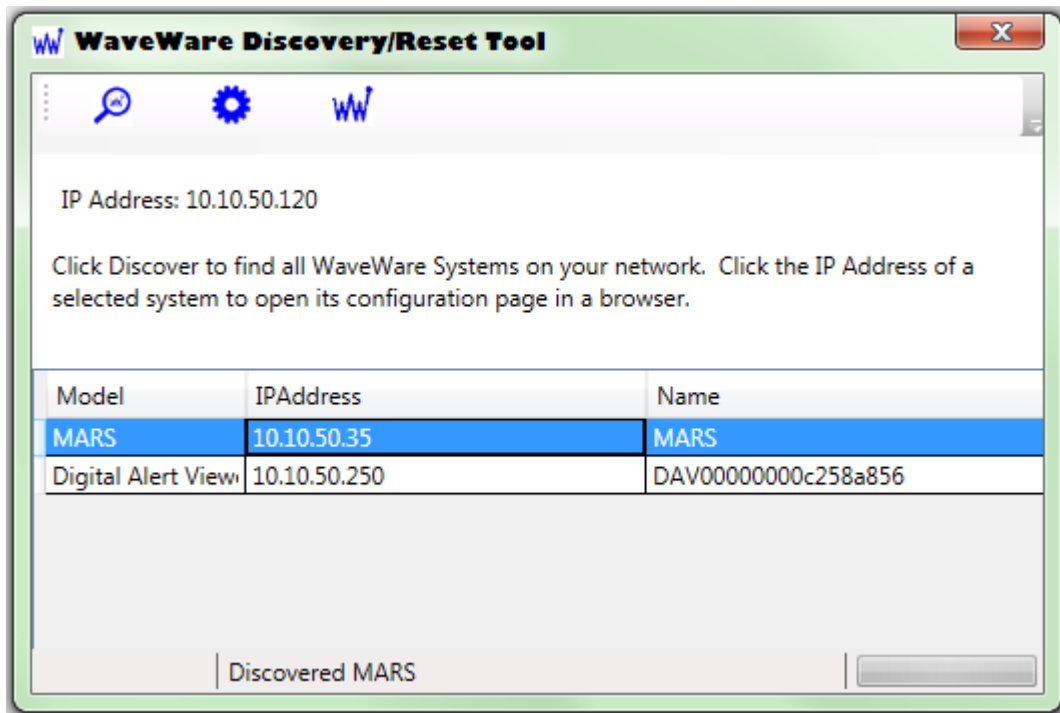 WaveWare Discovery/Reset Tool
IP Address: 10.10.50.120
Click Discover to find all WaveWare Systems on your network.  Click the IP Address of a
selected system to open its configuration page in a browser.
Model IPAddress Name
MARS 10.10.50.35 MARS
Digital Alert View 10.10.50.250 DAV00000000c258a856
Discovered MARS